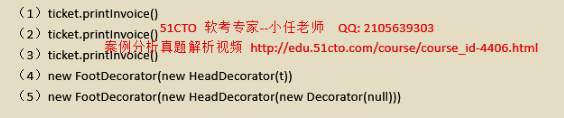 （1）ticket.printInvoice()
51CTO 软考专家--小任老师 QQ: 2105639303
（2）ticket.printInvoice()
案例分析真题解析视频 http://edu.51cto.com/course/course_id-4406.html
（3）ticket.printInvoice()
（4）new FootDecorator(new HeadDecorator(t))
（5）new FootDecorator(new HeadDecorator(new Decorator(null)))